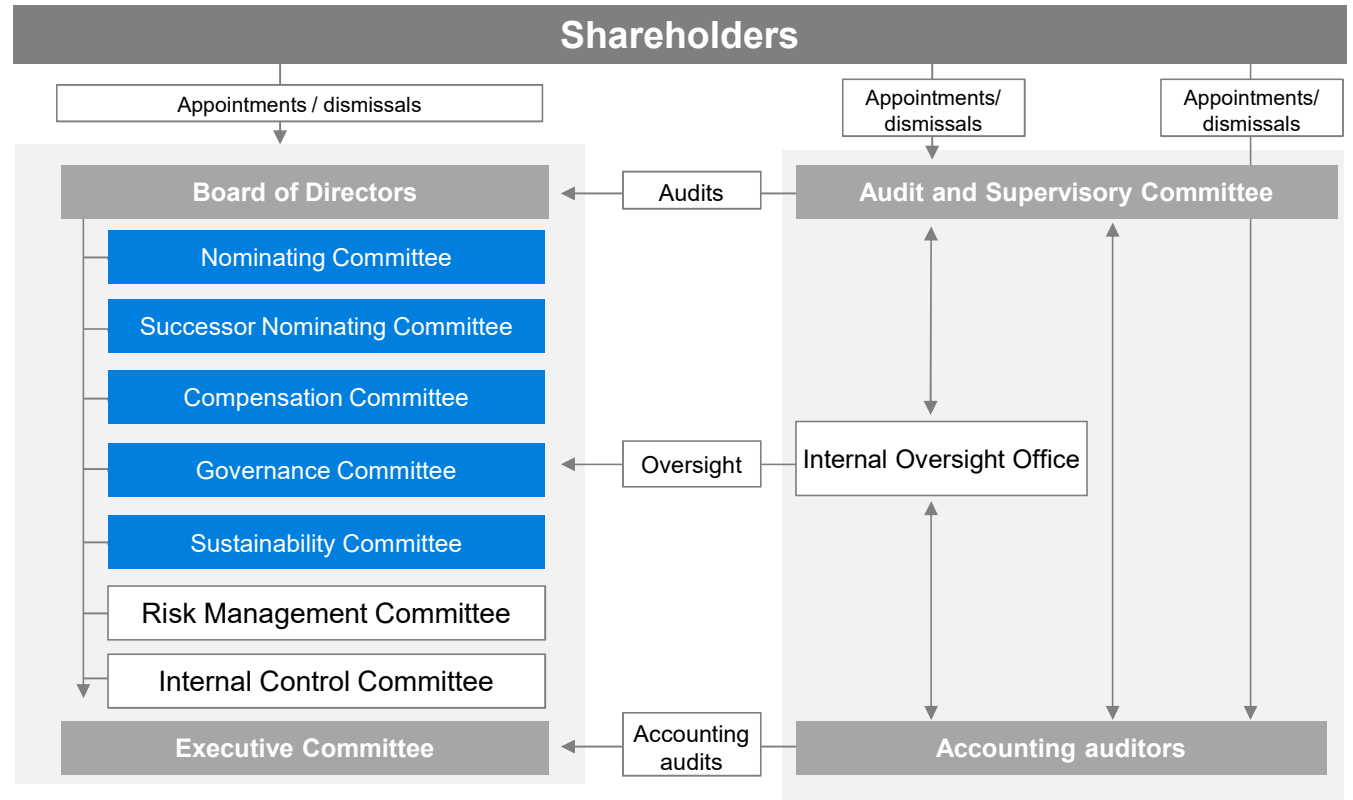 Shareholders
Appointments / dismissals
Appointments/
dismissals
Appointments/
dismissals
Board of Directors
Audits
Audit and Supervisory Committee
Nominating Committee
Successor Nominating Committee
Compensation Committee
Governance Committee
Oversight
Internal Oversight Office
Sustainability Committee
Risk Management Committee
Internal Control Committee
Executive Committee
Accounting
audits
Accounting auditors